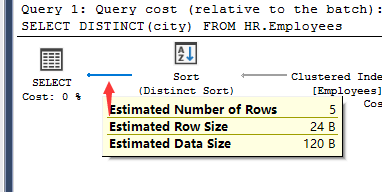 Query 1: Query cost (relative to the batch):
SELECT DISTINCT(city) FROM HR.Employees
SELECT
Cost: 0 %
Sort
(Distinct Sort)
Clustered Inde
[Employees]
Cos
Estimated Number of Rows 5
Estimated Row Size 24 B
Estimated Data Size 120 B